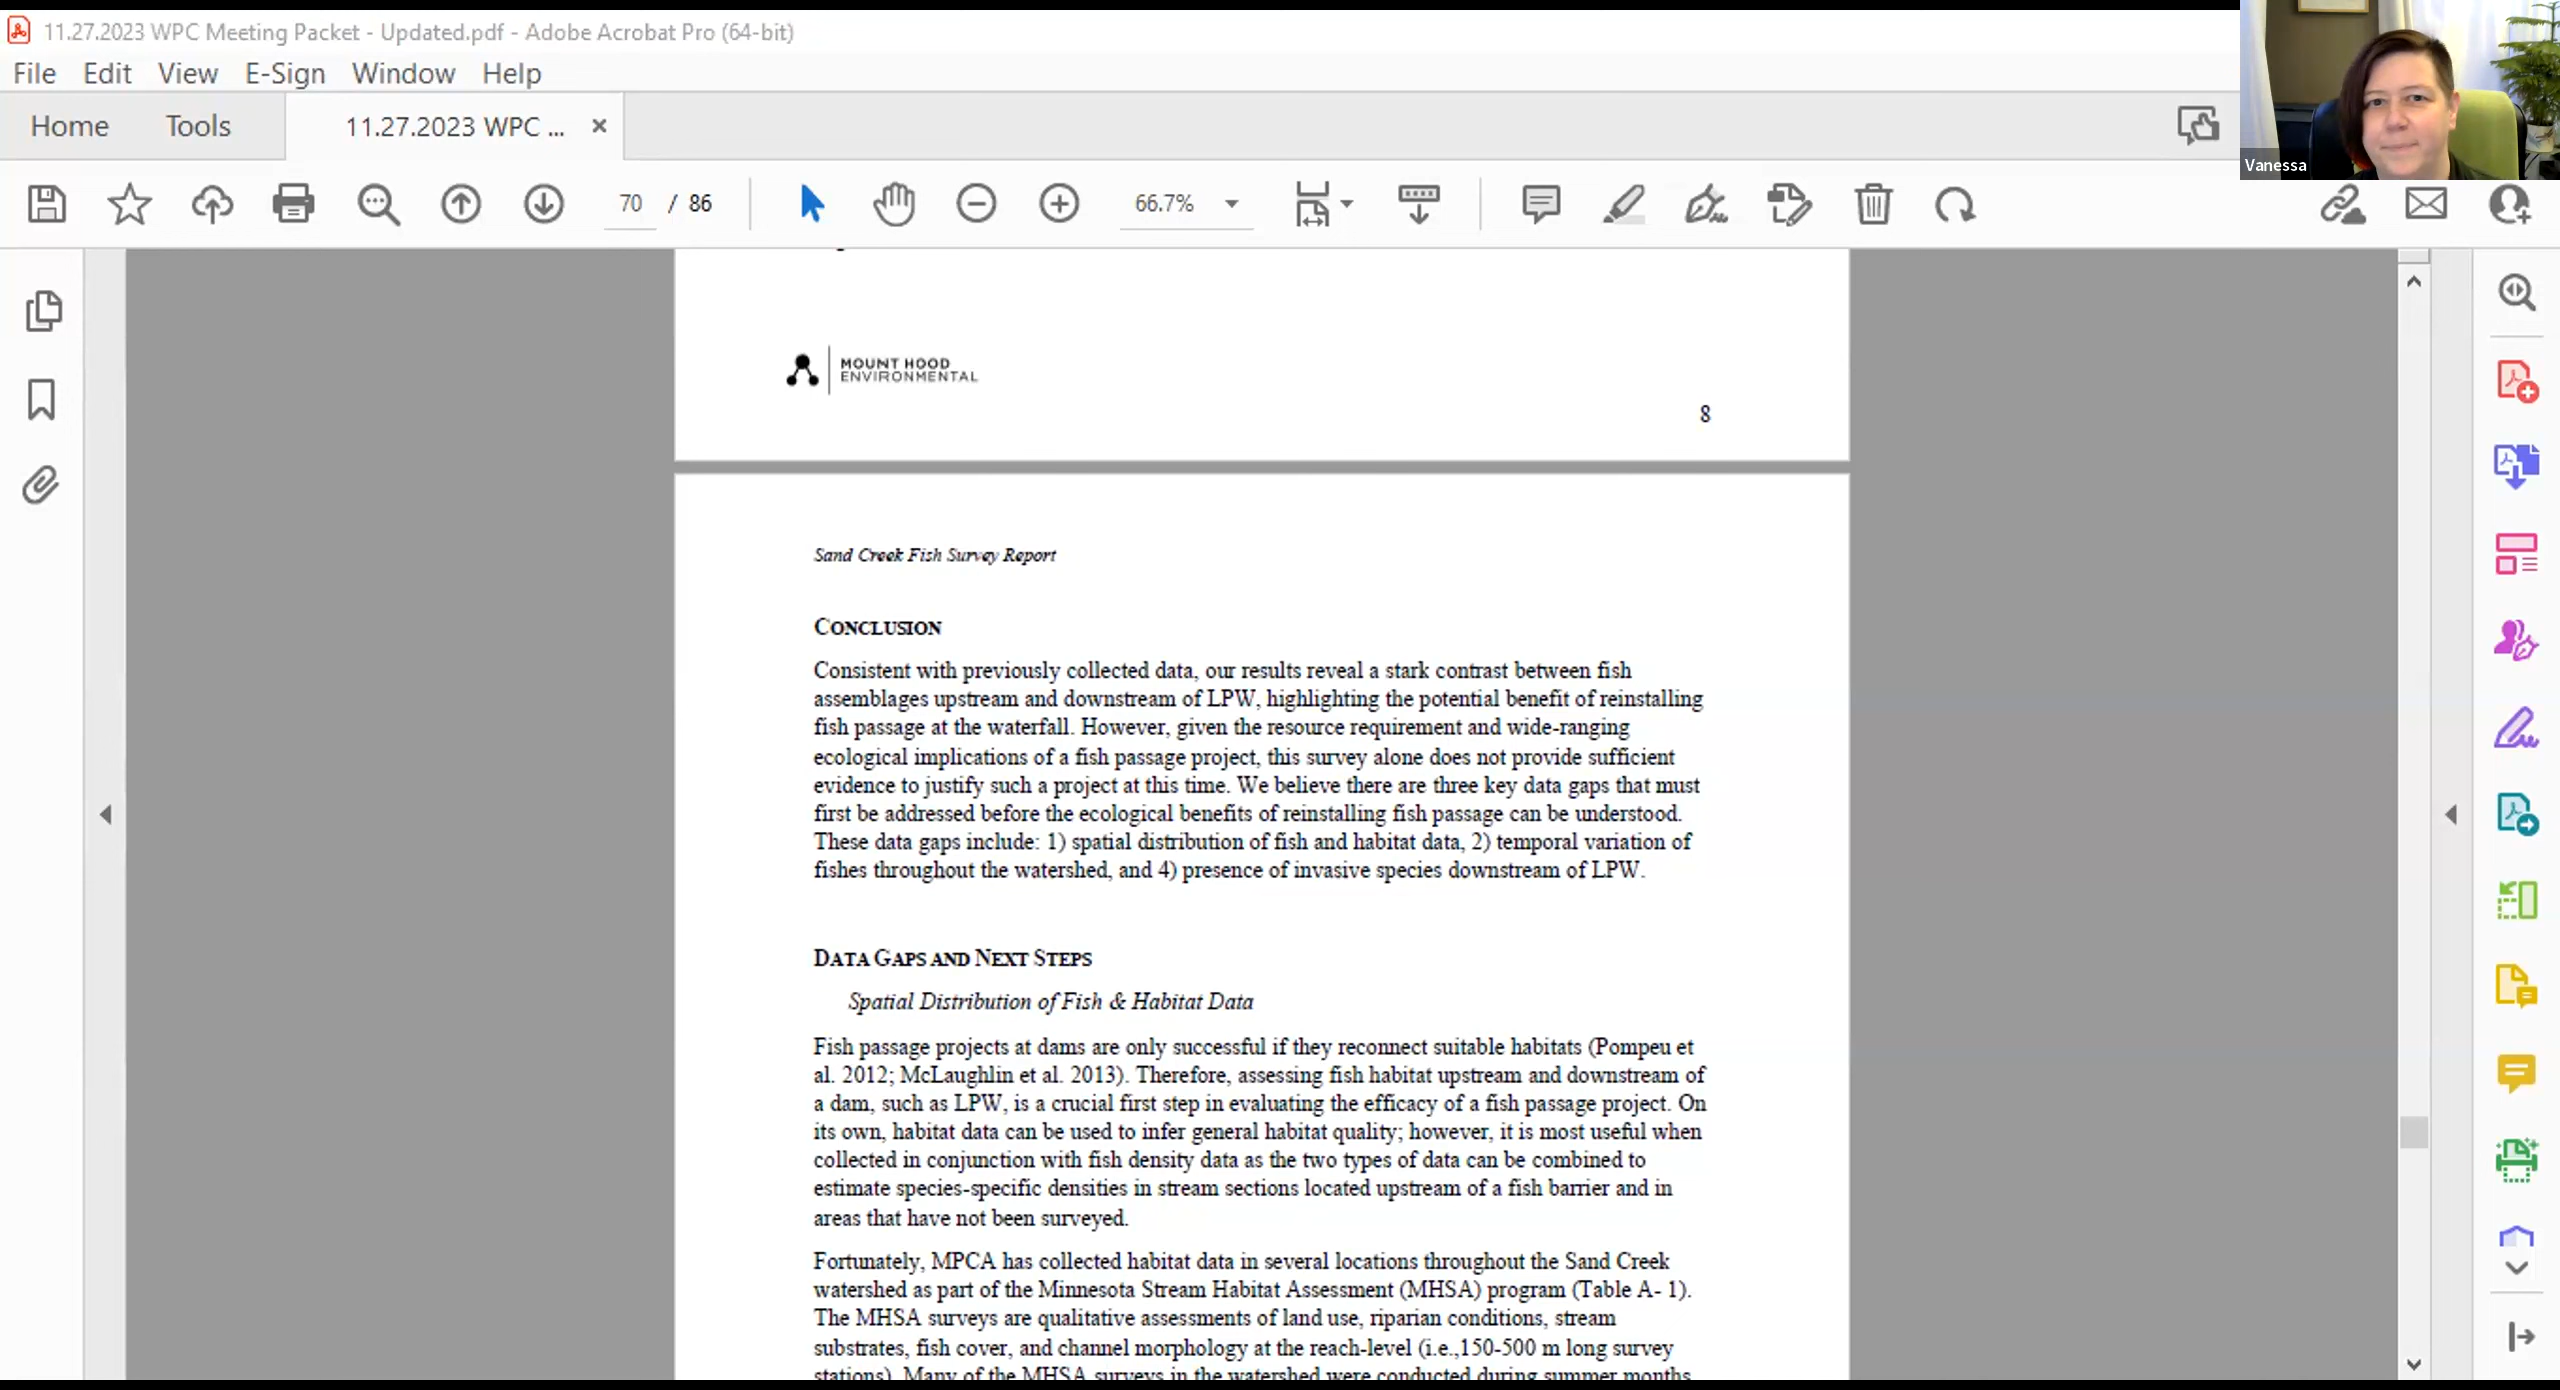 11.27.2023 WPC Meeting Packet - Updated.pdf - Adobe Acrobat Pro (64-bit)
File Edit View E-Sign Window Help
Home Tools 11.27.2023 WPC ...
Vanessa
70 / 86 66.7%
MOUNT HOOD
ENVIRONMENTAL
8
Sand Creek Fish Survey Report
CONCLUSION
Consistent with previously collected data, our results reveal a stark contrast between fish
assemblages upstream and downstream of LPW, highlighting the potential benefit of reinstalling
fish passage at the waterfall. However, given the resource requirement and wide-ranging
ecological implications of a fish passage project, this survey alone does not provide sufficient
evidence to justify such a project at this time. We believe there are three key data gaps that must
first be addressed before the ecological benefits of reinstalling fish passage can be understood.
These data gaps include: 1) spatial distribution of fish and habitat data, 2) temporal variation of
fishes throughout the watershed, and 4) presence of invasive species downstream of LPW.
DATA GAPS AND NEXT STEPS
Spatial Distribution of Fish & Habitat Data
Fish passage projects at dams are only successful if they reconnect suitable habitats (Pompeu et
al. 2012; McLaughlin et al. 2013). Therefore, assessing fish habitat upstream and downstream of
a dam, such as LPW, is a crucial first step in evaluating the efficacy of a fish passage project. On
its own, habitat data can be used to infer general habitat quality; however, it is most useful when
collected in conjunction with fish density data as the two types of data can be combined to
estimate species-specific densities in stream sections located upstream of a fish barrier and in
areas that have not been surveyed.
Fortunately, MPCA has collected habitat data in several locations throughout the Sand Creek
watershed as part of the Minnesota Stream Habitat Assessment (MHSA) program (Table A- 1).
The MHSA surveys are qualitative assessments of land use, riparian conditions, stream
substrates, fish cover, and channel morphology at the reach-level (i.e.,150-500 m long survey
stations). Many of the MHSA surveys in the watershed were conducted during summer months